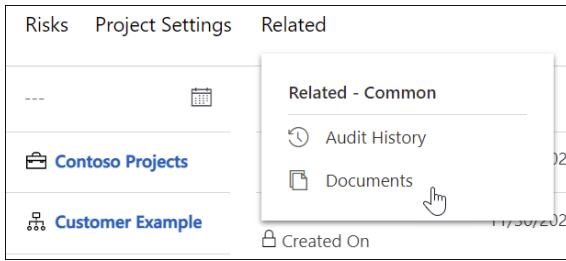 Risks Project Settings Related
---
Related - Common
Audit History
Documents
Contoso Projects
Customer Example
Created On